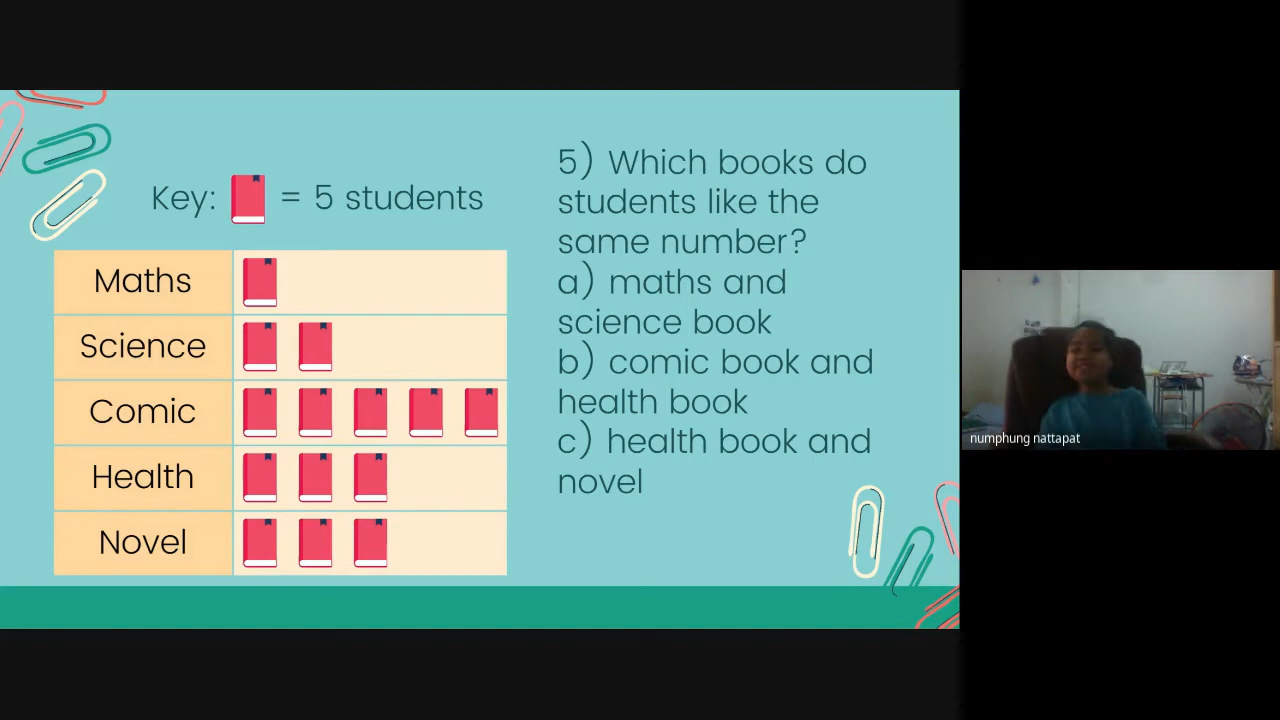 Key: = 5 students
Maths
Science
Comic
Health
Novel
5) Which books do
students like the
same number?
a) maths and
science book
b) comic book and
health book
c) health book and
novel
numphung nattapat